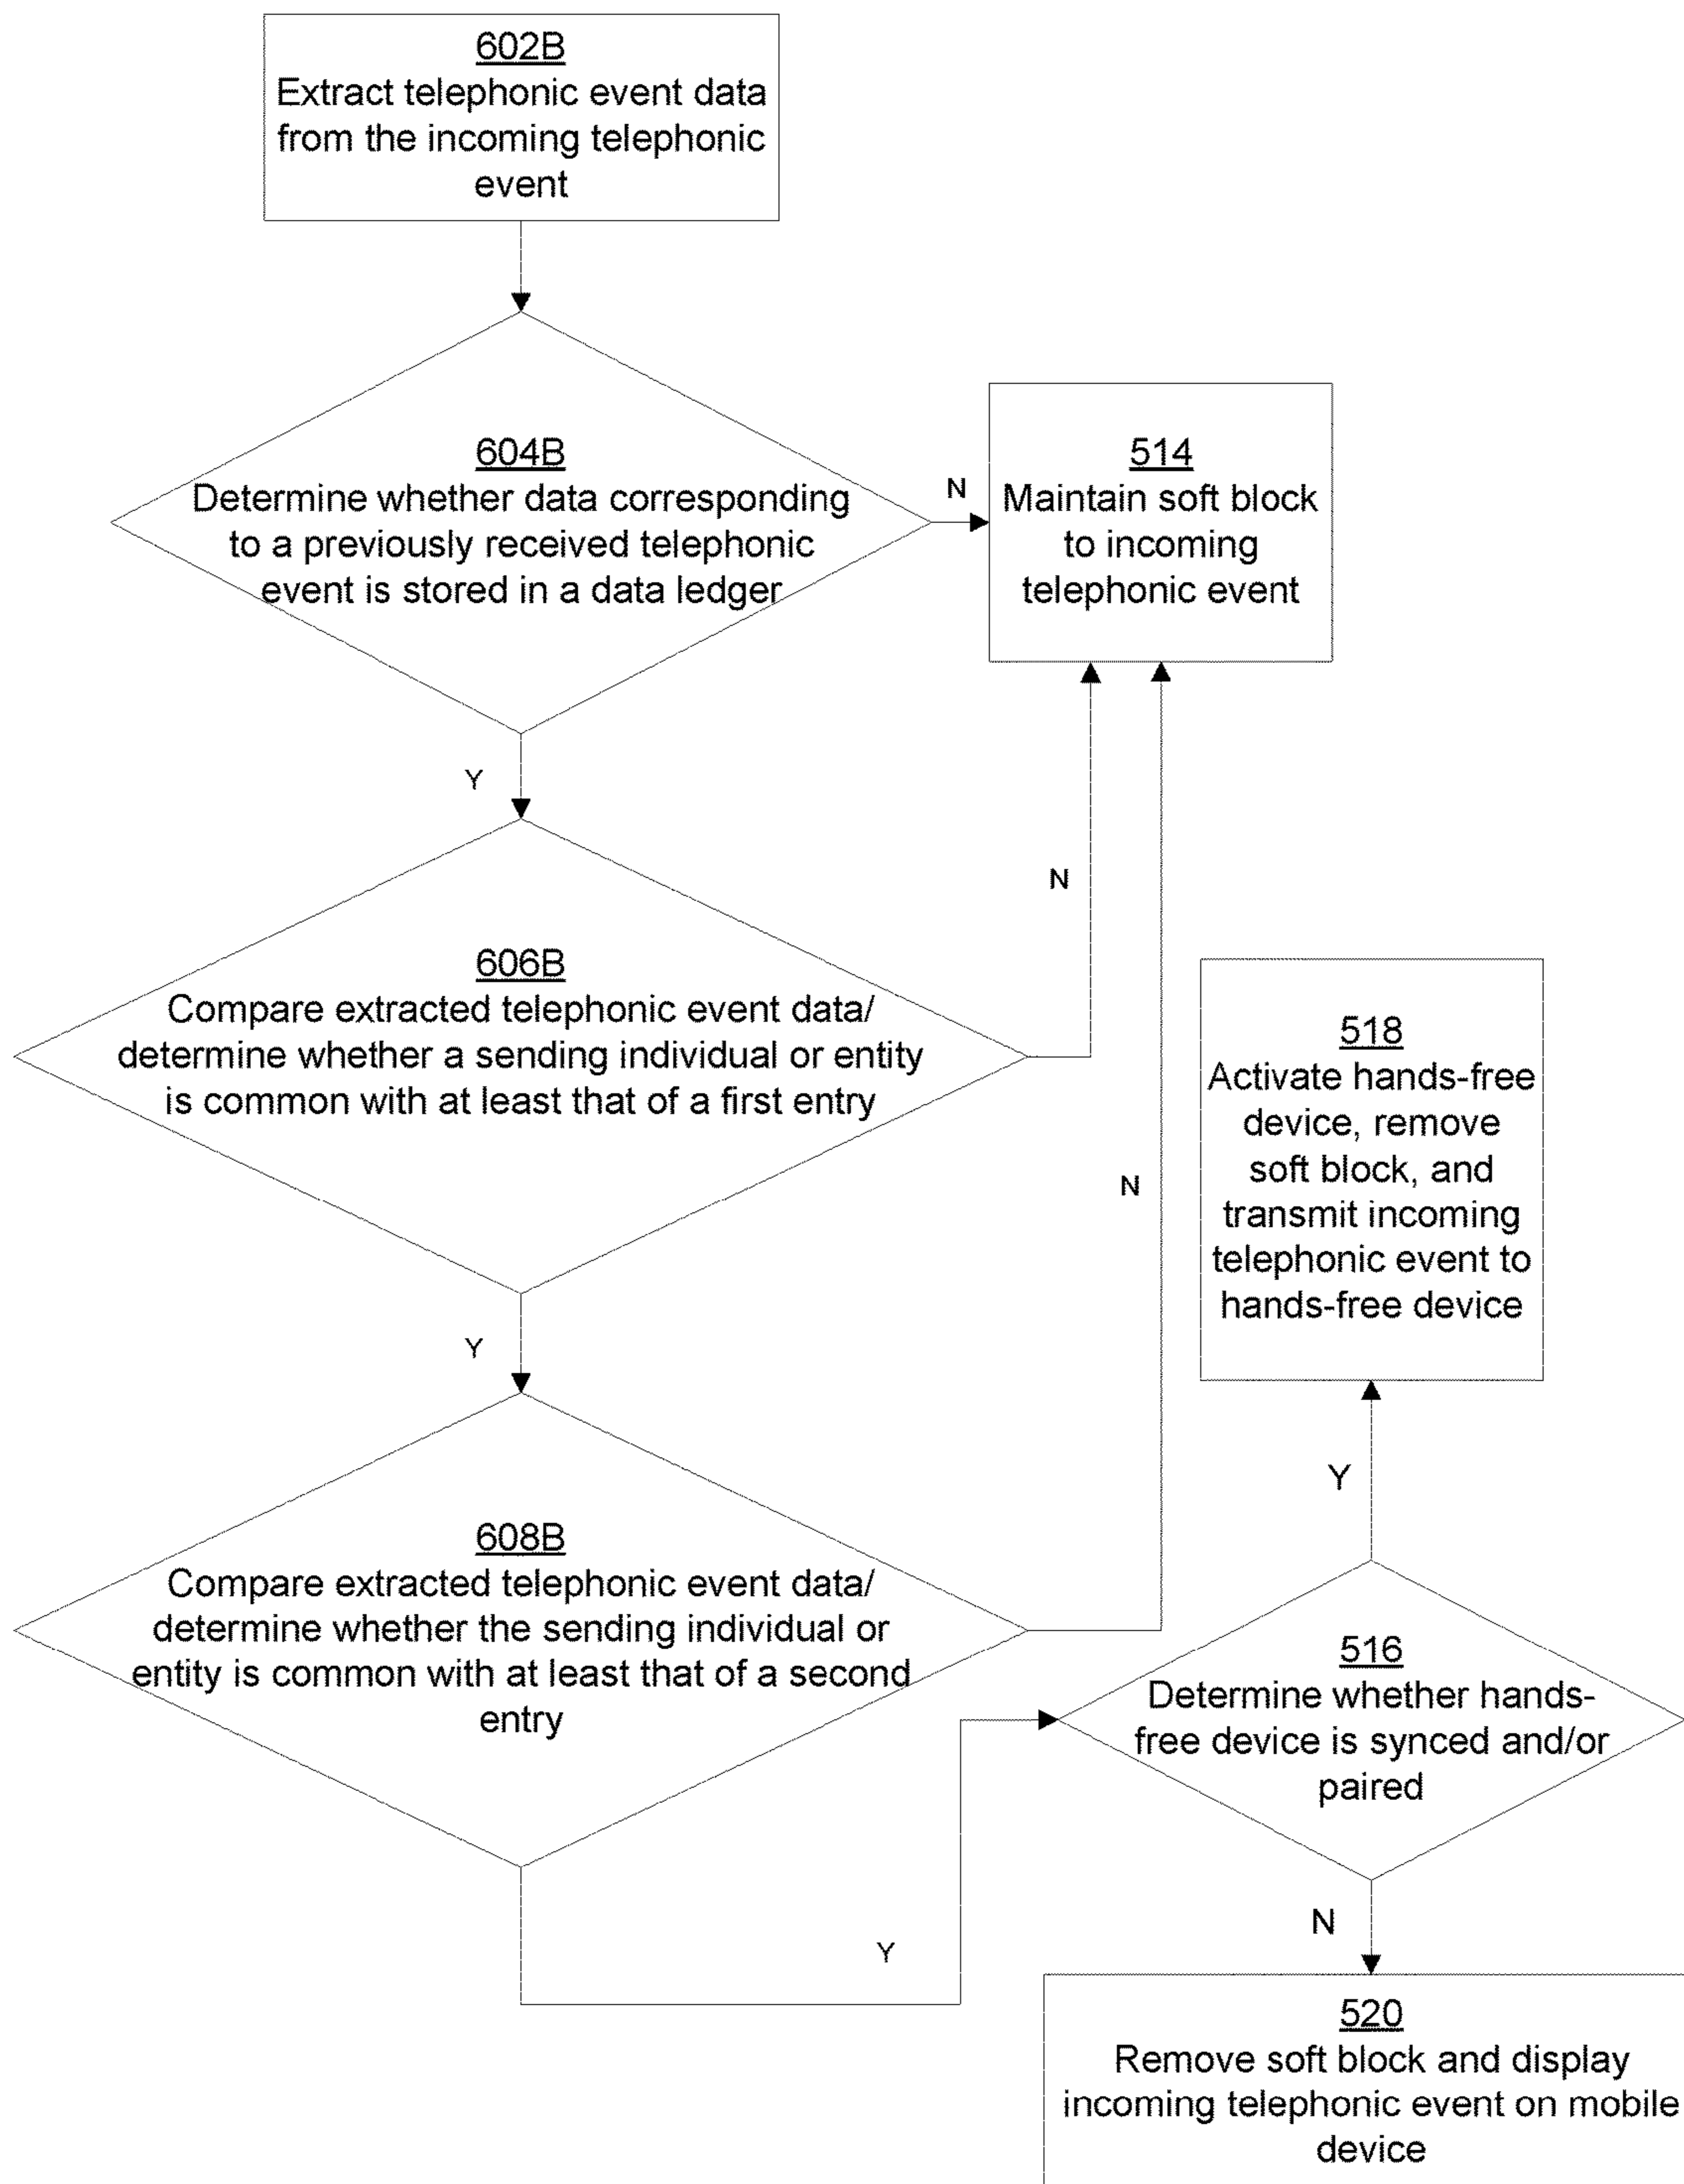 602B
Extract telephonic event data
from the incoming telephonic
event
604B
Determine whether data corresponding
to a previously received telephonic
event is stored in a data ledger
N
514
Maintain soft block
to incoming
telephonic event
Y
N
606B
Compare extracted telephonic event data/
determine whether a sending individual or entity
is common with at least that of a first entry
518
Activate hands-free
device, remove
soft block, and
transmit incoming
telephonic event to
hands-free device
N
Y
Y
608B
Compare extracted telephonic event data/
determine whether the sending individual or
entity is common with at least that of a second
entry
516
Determine whether hands-
free device is synced and/or
paired
Y
N
520
Remove soft block and display
incoming telephonic event on mobile
device